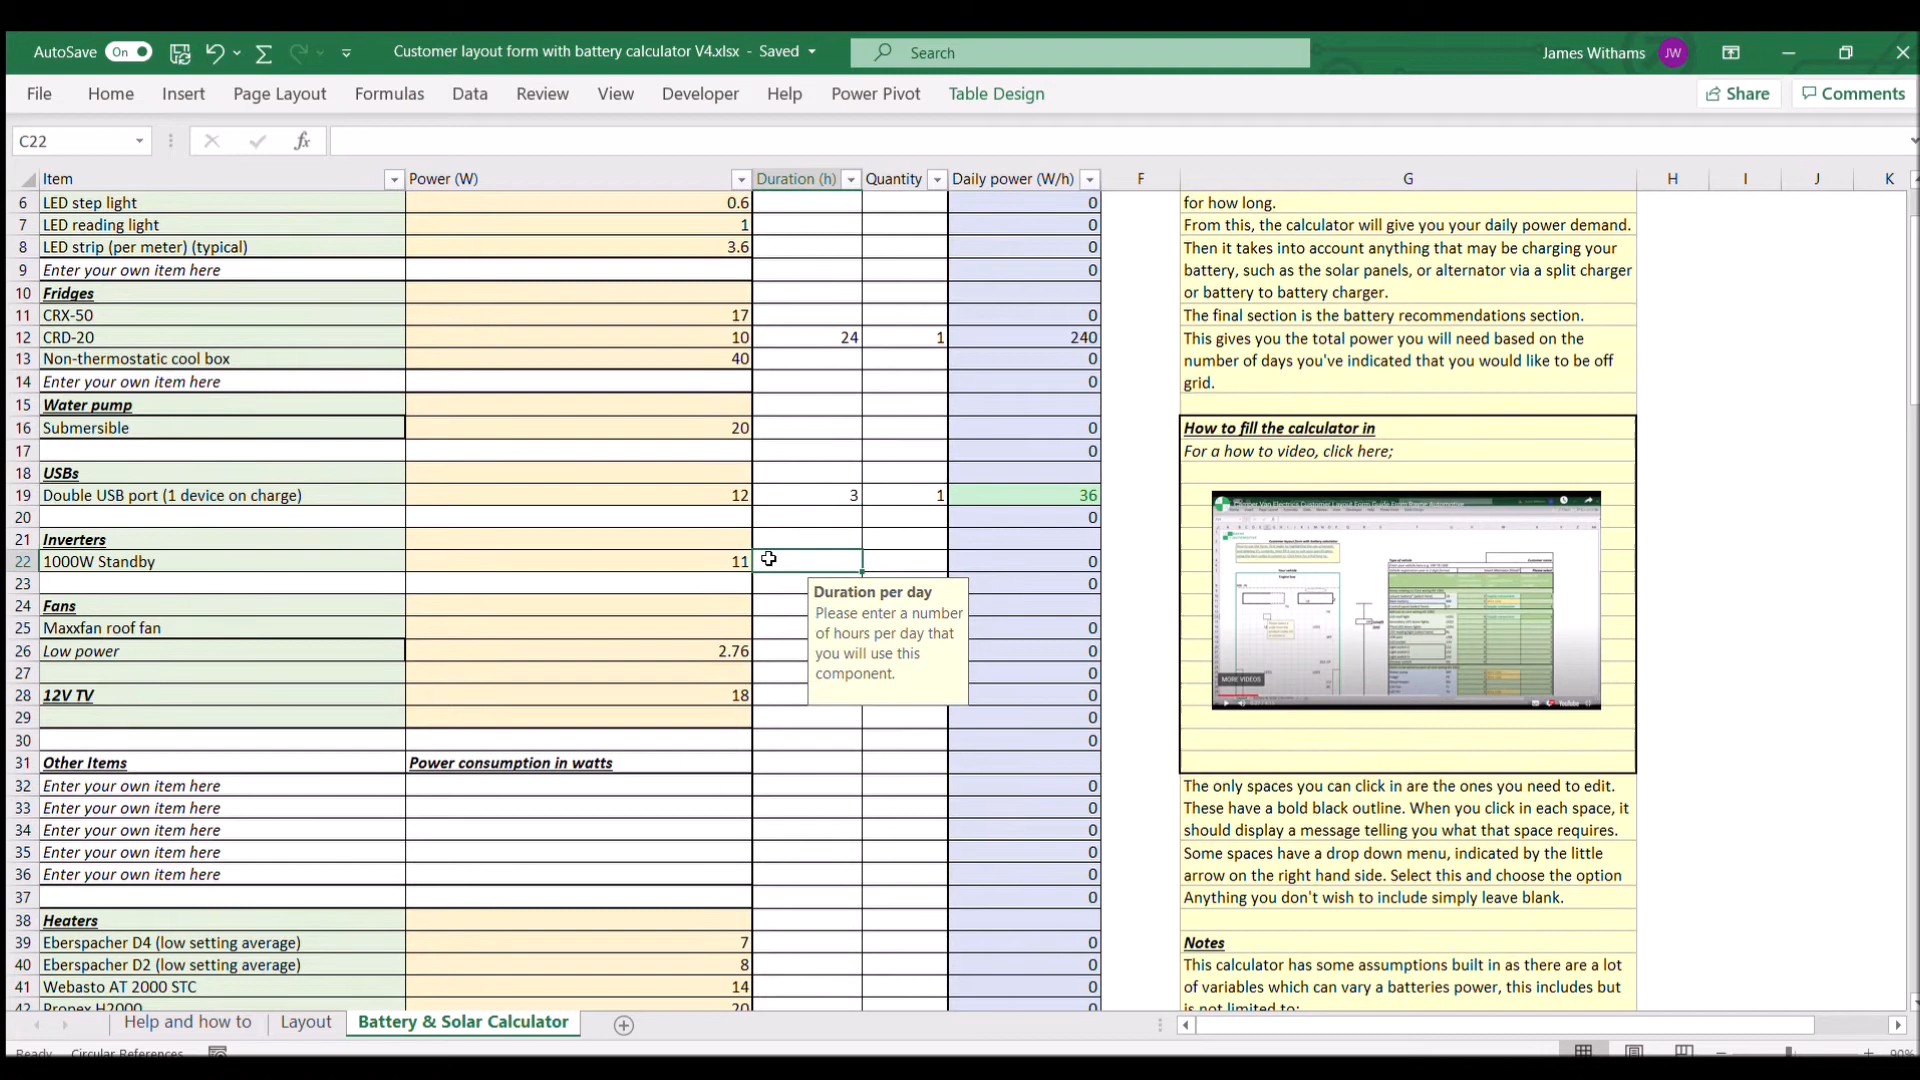 AutoSave On Customer layout form with battery calculator V4.xlsx - Saved Search James Withams JW
File Home Insert Page Layout Formulas Data Review View Developer Help Power Pivot Table Design Share Comments
C22 fx
Item Power (W) Duration (h) Quantity Daily power (W/h) F G H I J K
6 LED step light 0.6 0 for how long.
7 LED reading light 1 0 From this, the calculator will give you your daily power demand.
8 LED strip (per meter) (typical) 3.6 0 Then it takes into account anything that may be charging your
9 Enter your own item here 0 battery, such as the solar panels, or alternator via a split charger
10 Fridges or battery to battery charger.
11 CRX-50 17 0 The final section is the battery recommendations section.
12 CRD-20 10 24 1 240 This gives you the total power you will need based on the
13 Non-thermostatic cool box 40 0 number of days you've indicated that you would like to be off
14 Enter your own item here 0 grid.
15 Water pump
16 Submersible 20 0 How to fill the calculator in
17 0 For a how to video, click here;
18 USBs
19 Double USB port (1 device on charge) 12 3 1 36
20 0
21 Inverters
22 1000W Standby 11 0
23 0
Duration per day
Please enter a number
of hours per day that
you will use this
component.
24 Fans
25 Maxxfan roof fan 0
26 Low power 2.76 0
27 0
28 12V TV 18 0
29 0
30 0
MORE VIDEOS
YouTube
31 Other Items Power consumption in watts
32 Enter your own item here 0 The only spaces you can click in are the ones you need to edit.
33 Enter your own item here 0 These have a bold black outline. When you click in each space, it
34 Enter your own item here 0 should display a message telling you what that space requires.
35 Enter your own item here 0 Some spaces have a drop down menu, indicated by the little
36 Enter your own item here 0 arrow on the right hand side. Select this and choose the option
37 0 Anything you don't wish to include simply leave blank.
38 Heaters
39 Eberspacher D4 (low setting average) 7 0 Notes
40 Eberspacher D2 (low setting average) 8 0 This calculator has some assumptions built in as there are a lot
41 Webasto AT 2000 STC 14 0 of variables which can vary a batteries power, this includes but
42 Propex H2000 20 0 is not limited to:
Help and how to Layout Battery & Solar Calculator
Ready Circular References 90%